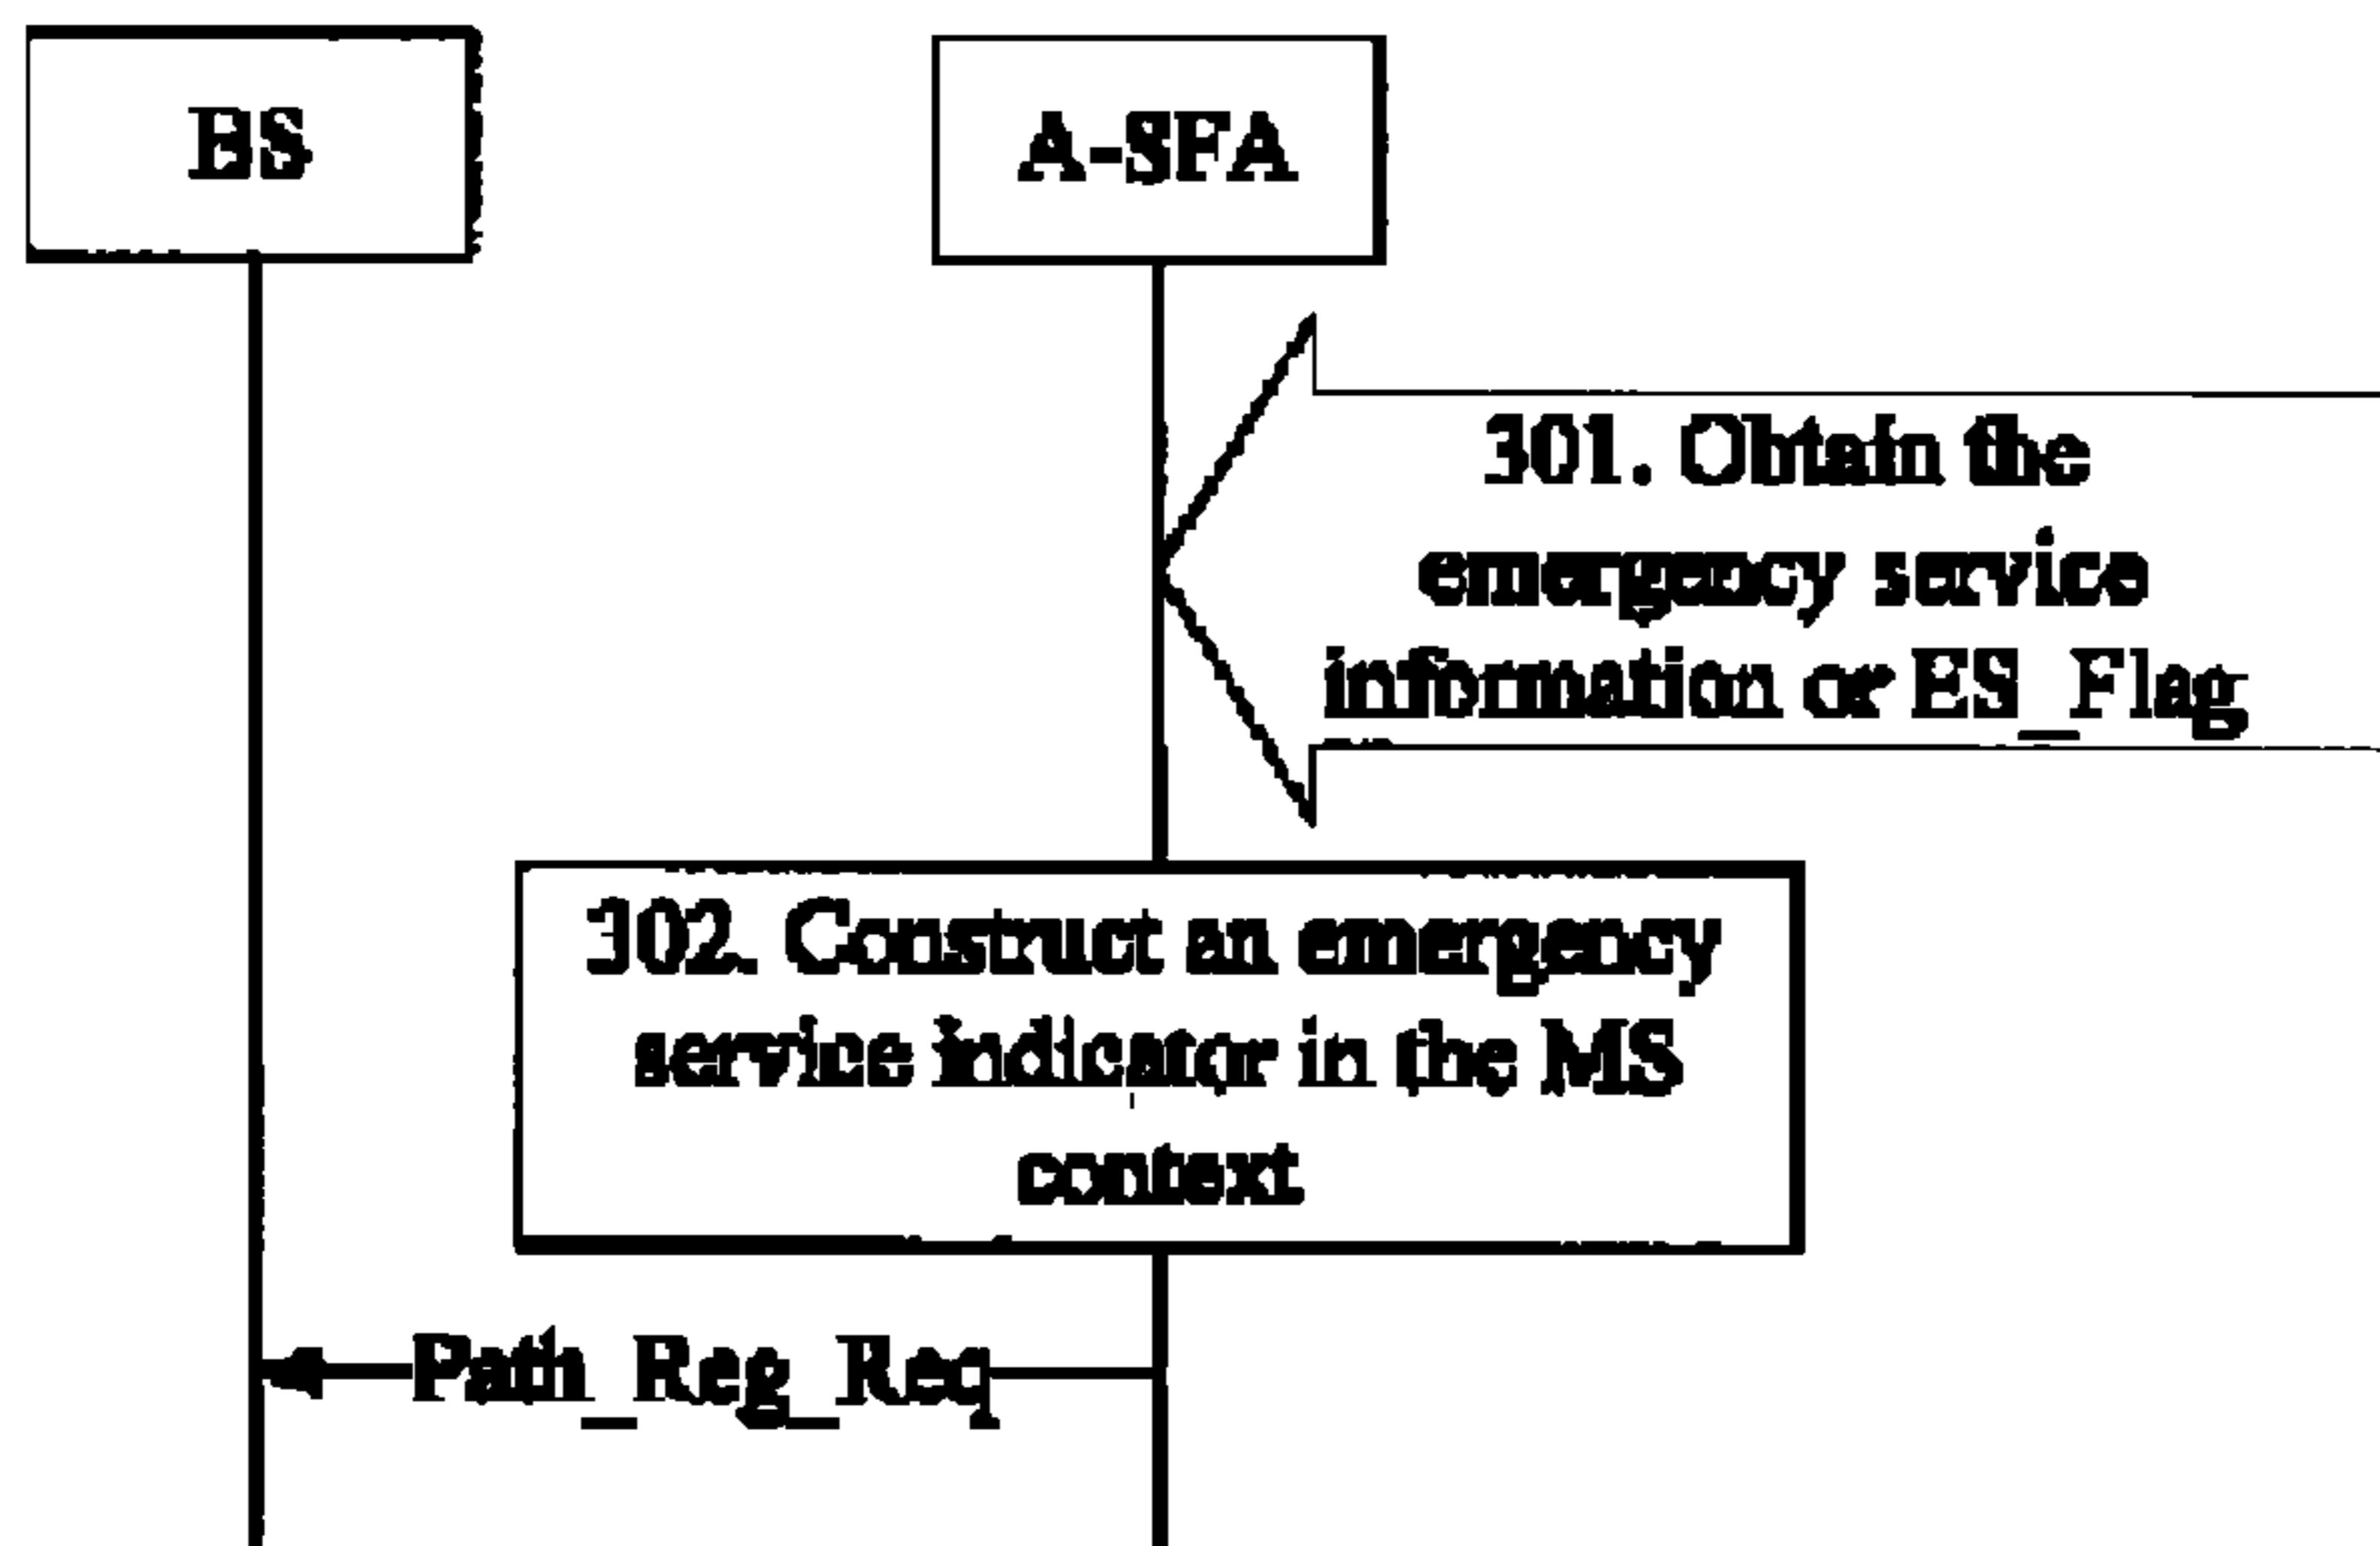 BS
A-SFA
301. Obtain the
emergency service
information or ES_Flag
302. Construct an emergency
service indicator in the MS
context
Path_Reg_Req